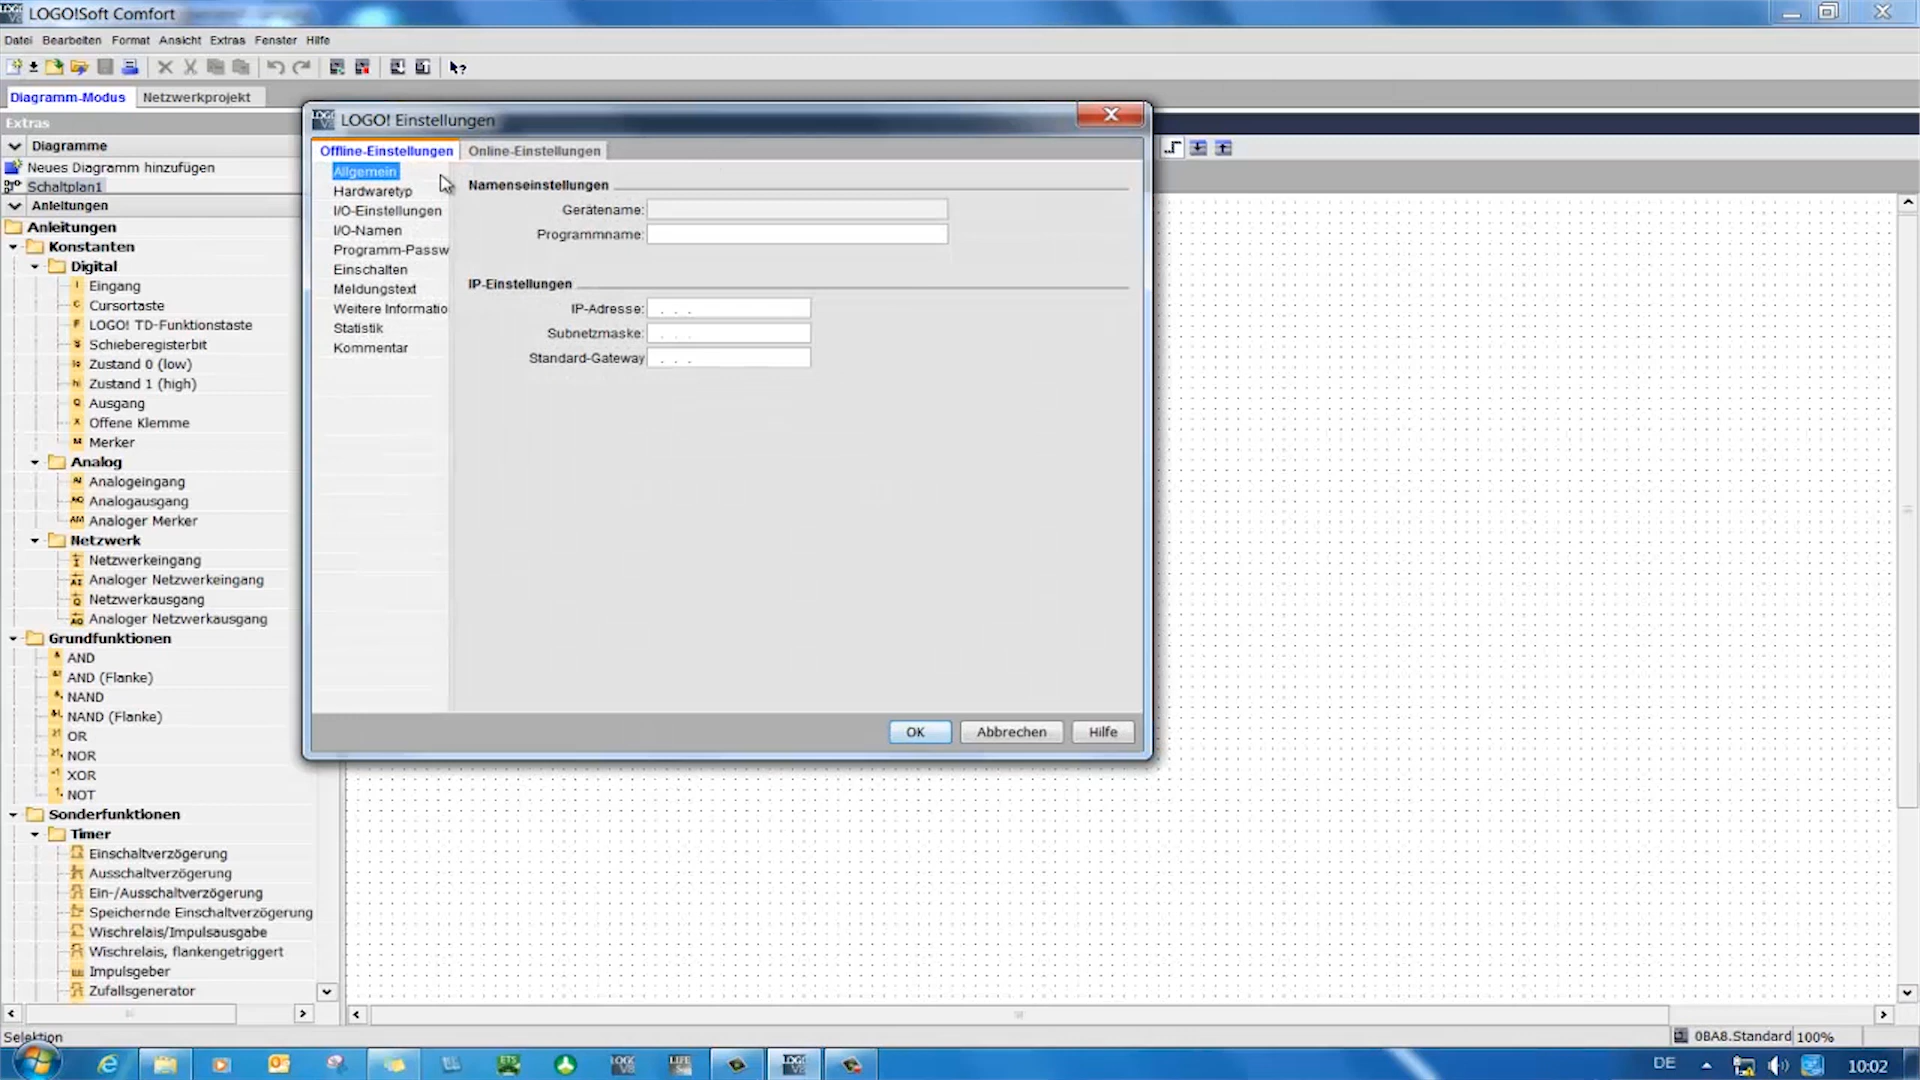 LOGO!Soft Comfort
Datei Bearbeiten Format Ansicht Extras Fenster Hilfe
Diagramm-Modus Netzwerkprojekt
Extras
Diagramme
Neues Diagramm hinzufügen
Schaltplan1
Anleitungen
Anleitungen
Konstanten
Digital
Eingang
Cursortaste
LOGO! TD-Funktionstaste
Schieberegisterbit
Zustand 0 (low)
Zustand 1 (high)
Ausgang
Offene Klemme
Merker
Analog
Analogeingang
Analogausgang
Analoger Merker
Netzwerk
Netzwerkeingang
Analoger Netzwerkeingang
Netzwerkausgang
Analoger Netzwerkausgang
Grundfunktionen
AND
AND (Flanke)
NAND
NAND (Flanke)
OR
NOR
XOR
NOT
Sonderfunktionen
Timer
Einschaltverzögerung
Ausschaltverzögerung
Ein-/Ausschaltverzögerung
Speichernde Einschaltverzögerung
Wischrelais/Impulsausgabe
Wischrelais, flankengetriggert
Impulsgeber
Zufallsgenerator
LOGO! Einstellungen
Offline-Einstellungen Online-Einstellungen
Allgemein
Hardwaretyp
I/O-Einstellungen
I/O-Namen
Programm-Passw
Einschalten
Meldungstext
Weitere Informatio
Statistik
Kommentar
Namenseinstellungen
Gerätename:
Programmname:
IP-Einstellungen
IP-Adresse: . . .
Subnetzmaske: . . .
Standard-Gateway . . .
OK Abbrechen Hilfe
Selektion
0BA8.Standard 100%
DE 10:02